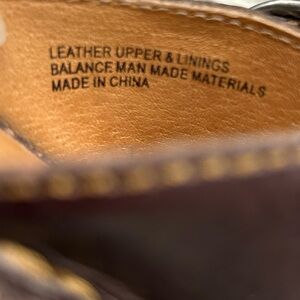 LEATHER UPPER & LININGS
BALANCE MAN MADE MATERIALS
MADE IN CHINA